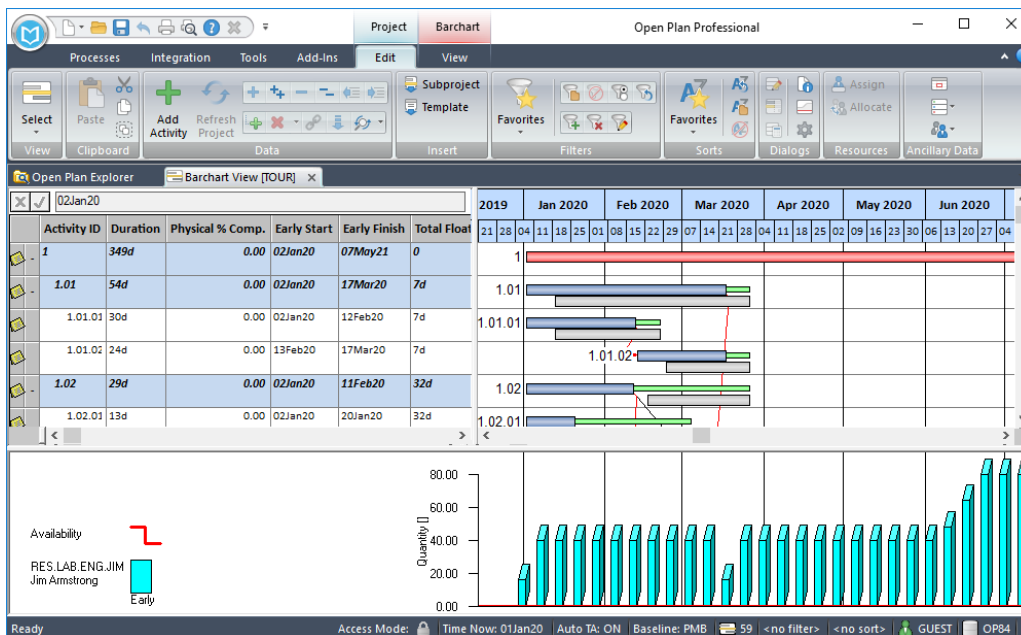 Project Barchart Open Plan Professional
Processes Integration Tools Add-Ins Edit View
Select
View
Paste
Clipboard
Add Activity
Refresh Project
Data
Subproject
Template
Insert
Favorites
Filters
Favorites
Sorts
Dialogs
Assign
Allocate
Resources
Ancillary Data
Open Plan Explorer Barchart View [TOUR]
02Jan20
Activity ID Duration Physical % Comp. Early Start Early Finish Total Float
1 349d 0.00 02Jan20 07May21 0
1.01 54d 0.00 02Jan20 17Mar20 7d
1.01.01 30d 0.00 02Jan20 12Feb20 7d
1.01.02 24d 0.00 13Feb20 17Mar20 7d
1.02 29d 0.00 02Jan20 11Feb20 32d
1.02.01 13d 0.00 02Jan20 20Jan20 32d
2019 Jan 2020 Feb 2020 Mar 2020 Apr 2020 May 2020 Jun 2020
21 28 04 11 18 25 01 08 15 22 29 07 14 21 28 04 11 18 25 02 09 16 23 30 06 13 20 27 04
1
1.01
1.01.01
1.01.02
1.02
1.02.01
Availability
RES.LAB.ENG.JIM
Jim Armstrong
Early
Quantity []
80.00
60.00
40.00
20.00
0.00
Ready Access Mode: Time Now: 01Jan20 Auto TA: ON Baseline: PMB 59 <no filter> <no sort> GUEST OP84